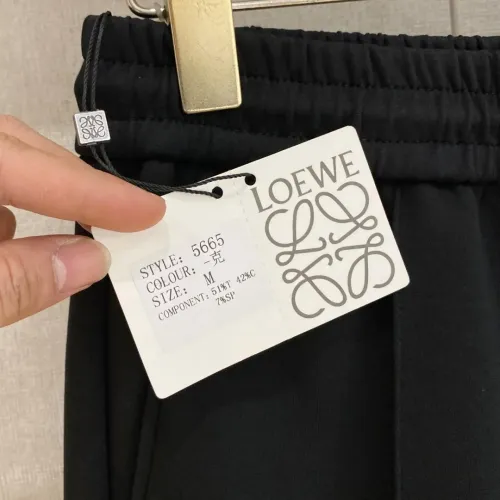 LOEWE
STYLE: 5665
COLOUR: 一克
SIZE: M
COMPONENT: 51%T 42%C
7%SP